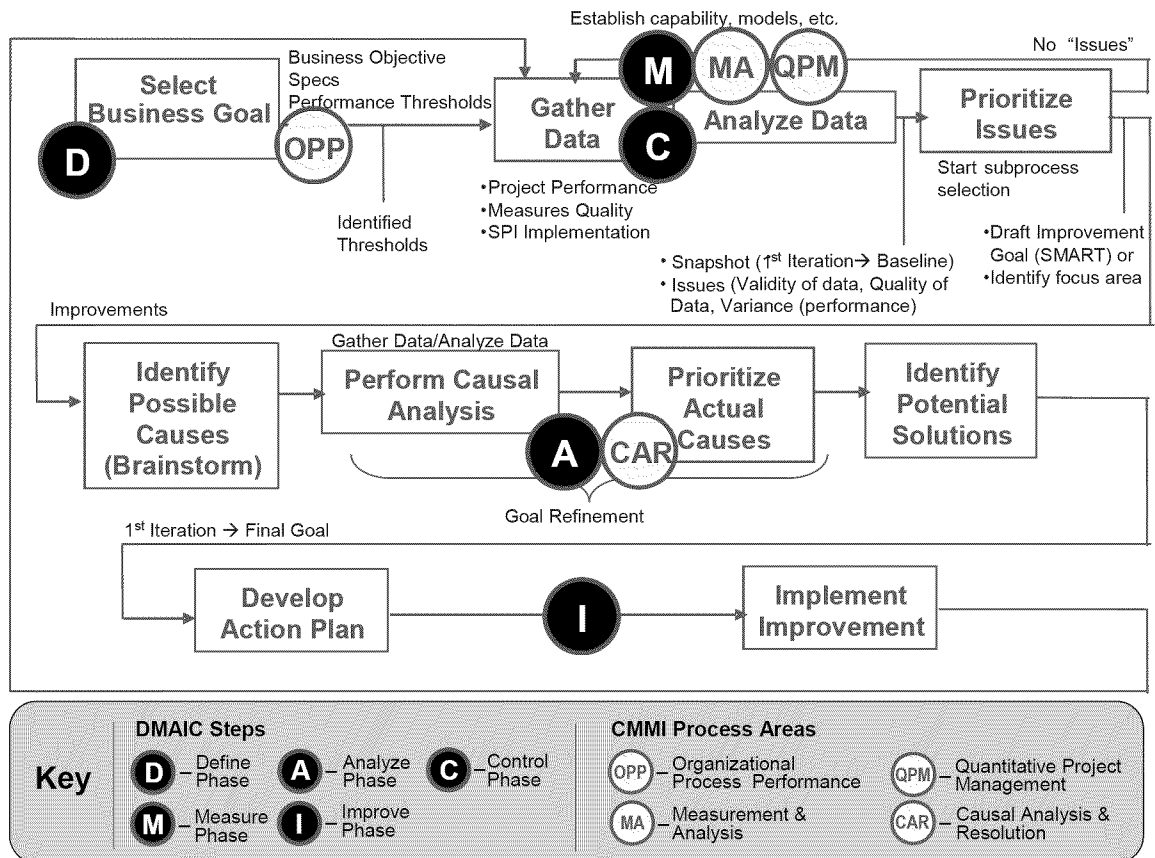 Establish capability, models, etc.
M
MA
QPM
No “Issues”
Select
Business Goal
D
Business Objective
Specs
Performance Thresholds
OPP
Gather
Data
C
Analyze Data
Prioritize
Issues
Identified
Thresholds
•Project Performance
•Measures Quality
•SPI Implementation
Start subprocess
selection
• Snapshot (1st Iteration→ Baseline)
• Issues (Validity of data, Quality of
Data, Variance (performance)
•Draft Improvement
Goal (SMART) or
•Identify focus area
Improvements
Identify
Possible
Causes
(Brainstorm)
Gather Data/Analyze Data
Perform Causal
Analysis
A
CAR
Prioritize
Actual
Causes
Identify
Potential
Solutions
Goal Refinement
1st Iteration → Final Goal
Develop
Action Plan
I
Implement
Improvement
Key
DMAIC Steps
D – Define
Phase
A – Analyze
Phase
C – Control
Phase
M – Measure
Phase
I – Improve
Phase
CMMI Process Areas
OPP – Organizational
Process Performance
QPM – Quantitative Project
Management
MA – Measurement &
Analysis
CAR – Causal Analysis &
Resolution